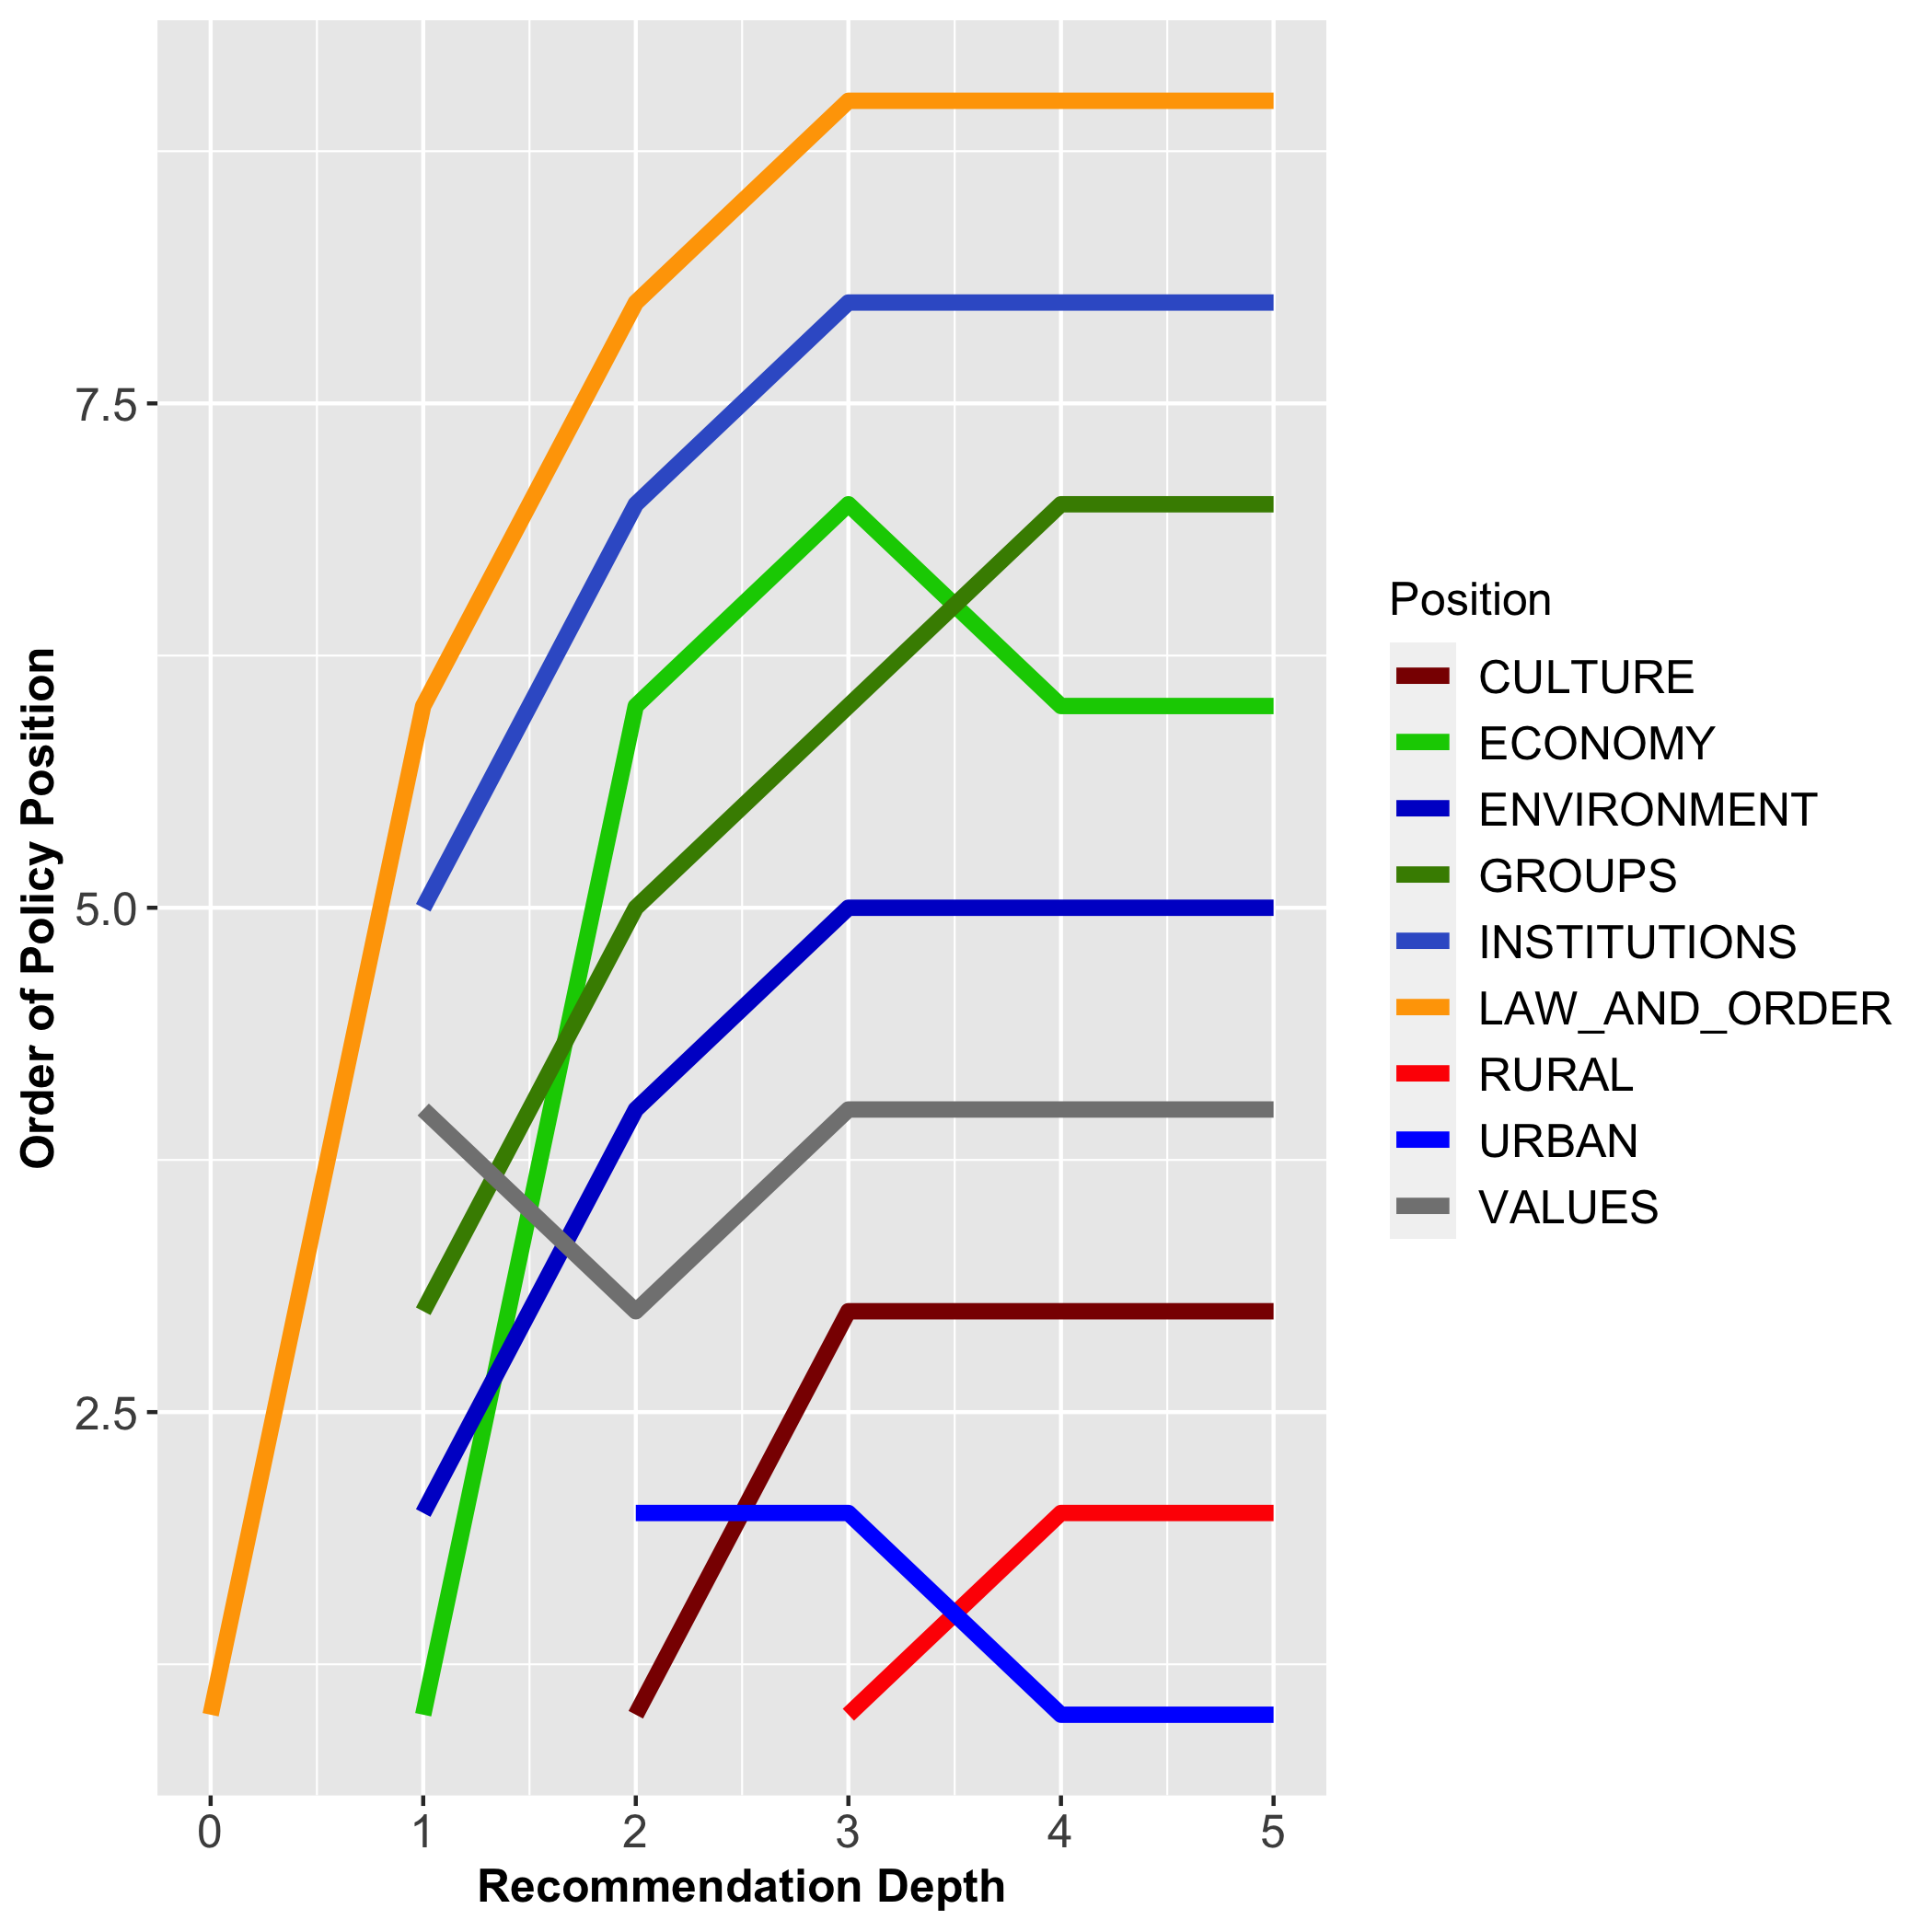 Order of Policy Position
7.5
5.0
2.5
0 1 2 3 4 5
Recommendation Depth
Position
CULTURE
ECONOMY
ENVIRONMENT
GROUPS
INSTITUTIONS
LAW_AND_ORDER
RURAL
URBAN
VALUES